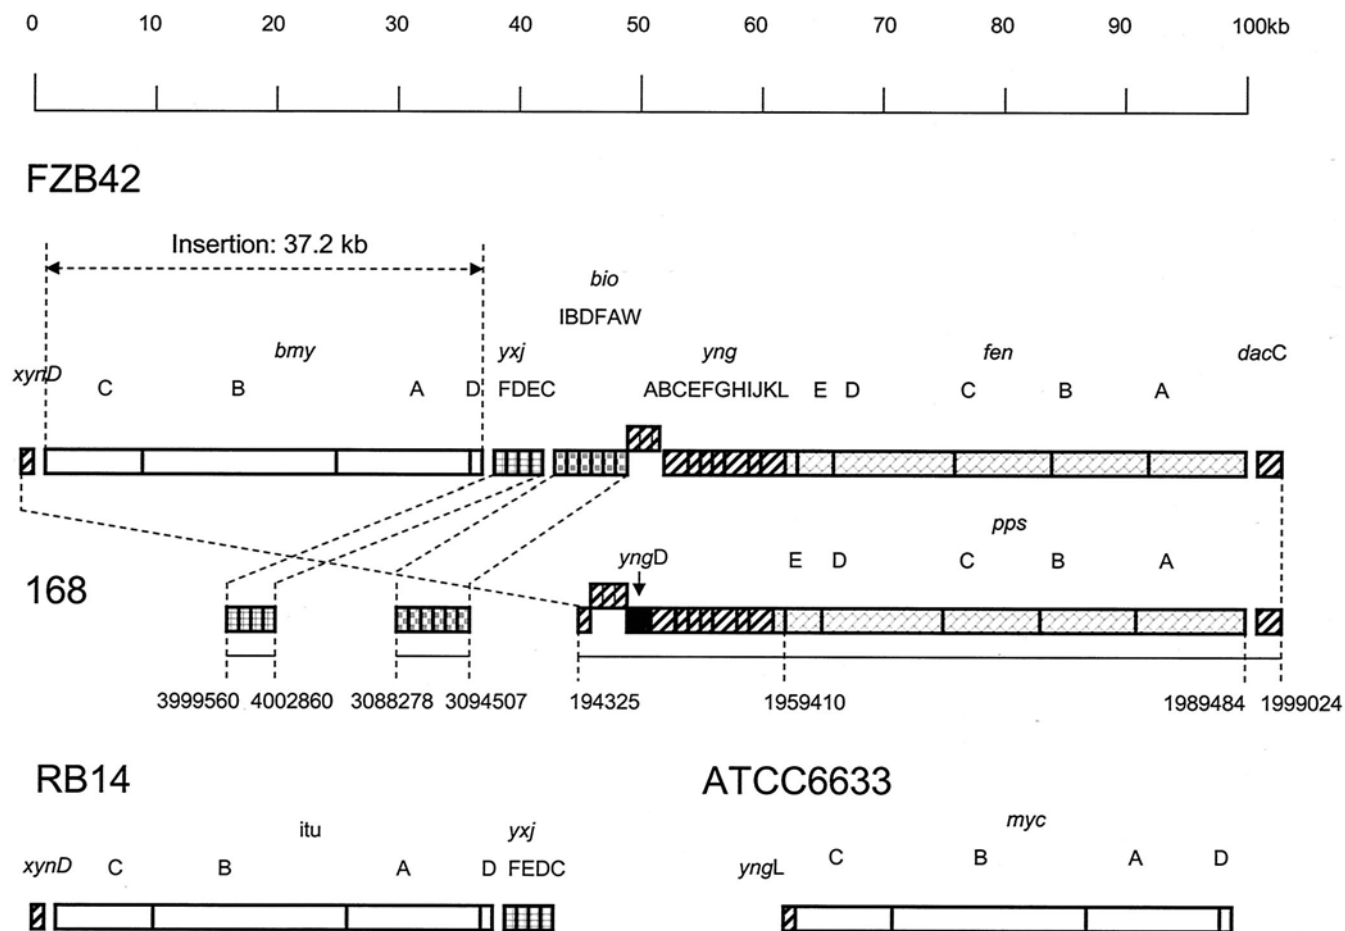 0 10 20 30 40 50 60 70 80 90 100kb
FZB42
Insertion: 37.2 kb
bio
IBDFAW
bmy yxj yng fen dacC
xynD C B A D FDEC ABCEFGHIJKL E D C B A
pps
yngD E D C B A
168
3999560 4002860 3088278 3094507 194325 1959410 1989484 1999024
RB14 ATCC6633
itu yxj myc
xynD C B A D FEDC yngL C B A D